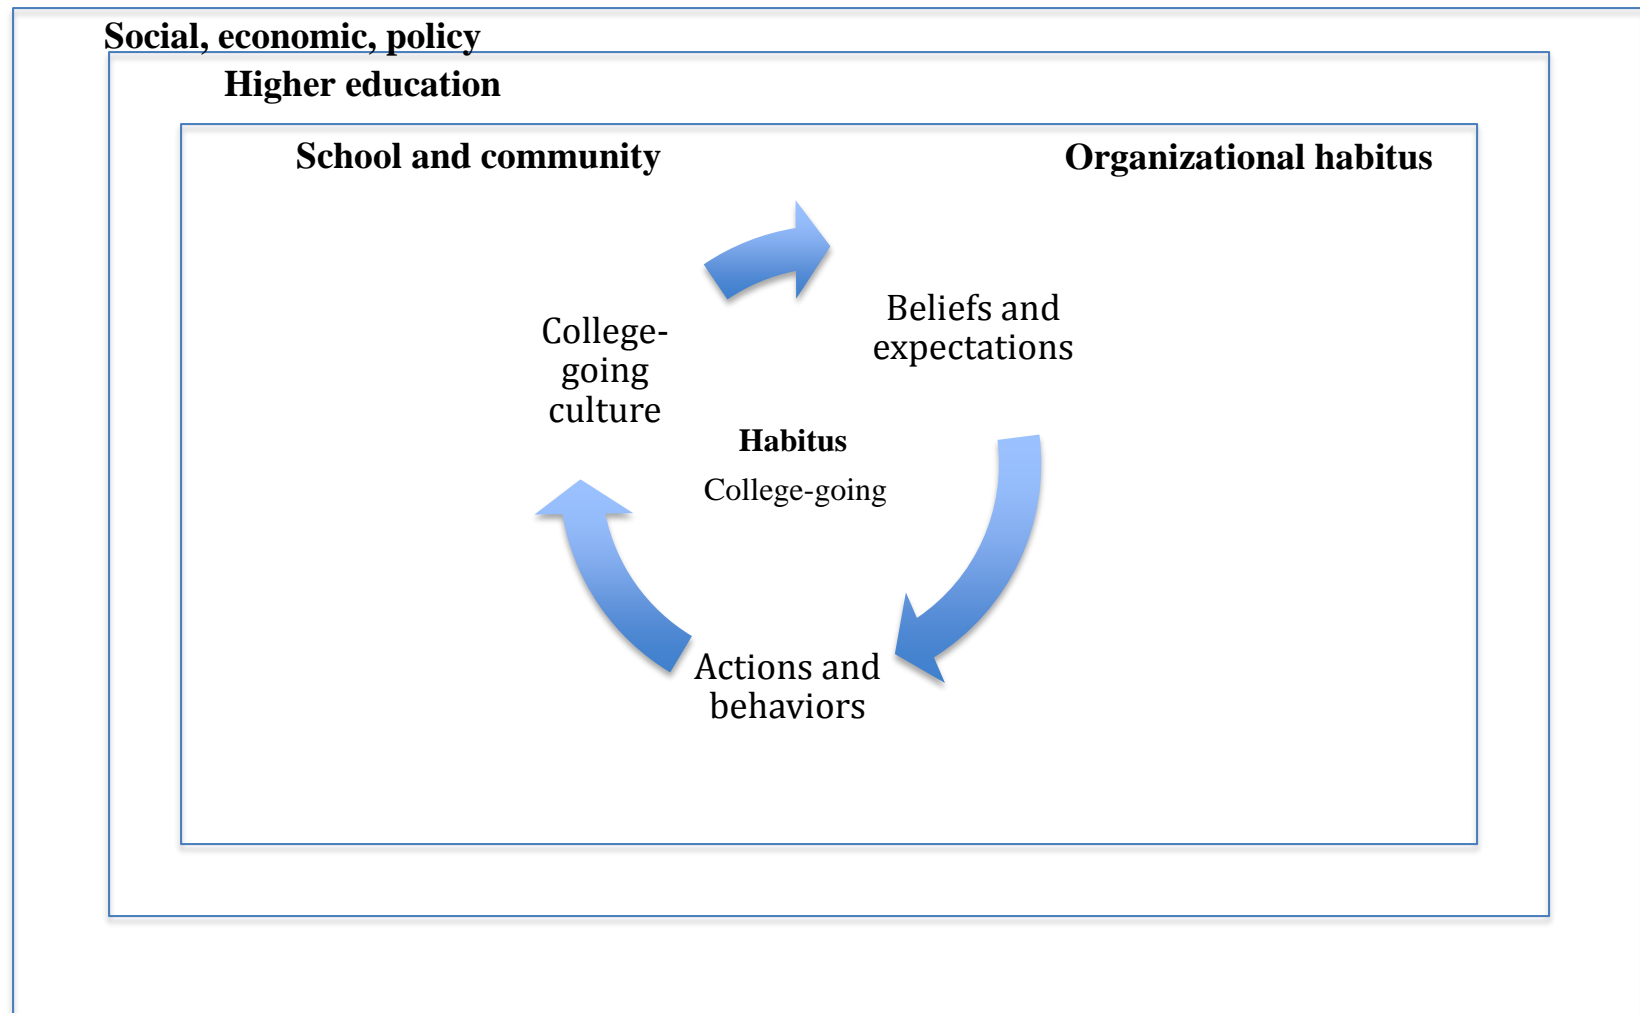 Social, economic, policy
Higher education
School and community
Organizational habitus
Beliefs and
expectations
College-
going
culture
Habitus
College-going
Actions and
behaviors